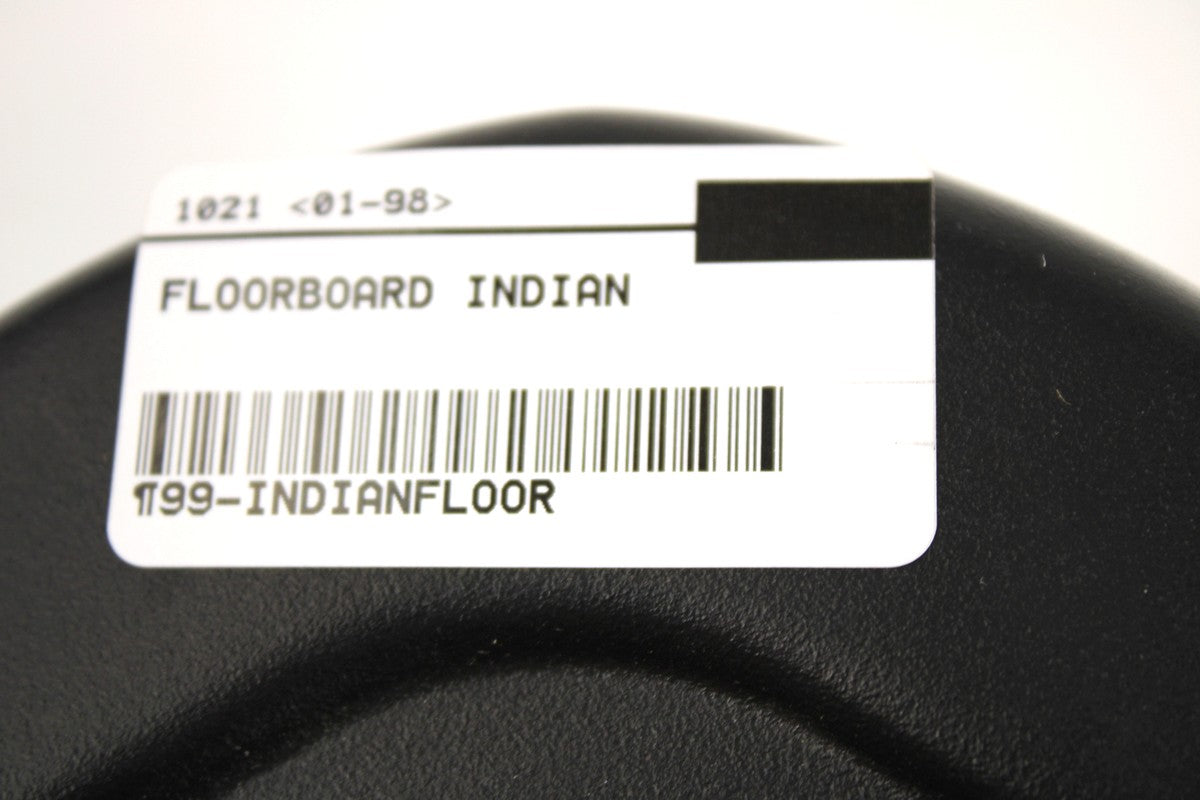 1021 <01-98>
FLOORBOARD INDIAN
¶99-INDIANFLOOR